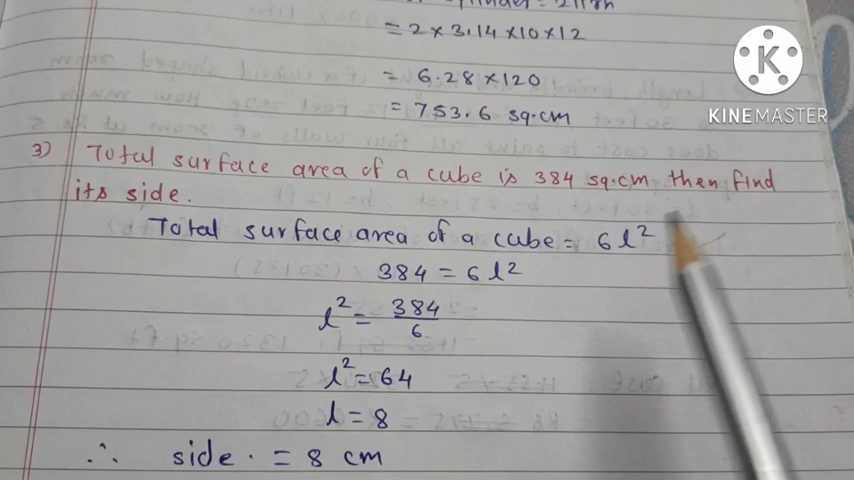 = 2πrh
= 2 × 3.14 × 10 × 12
= 6.28 × 120
= 753.6 sq.cm
K
KINEMASTER
3) Total surface area of a cube is 384 sq.cm then find
its side.
Total surface area of a cube = 6l²
384 = 6l²
l² = 384/6
l² = 64
l = 8
∴ side. = 8 cm